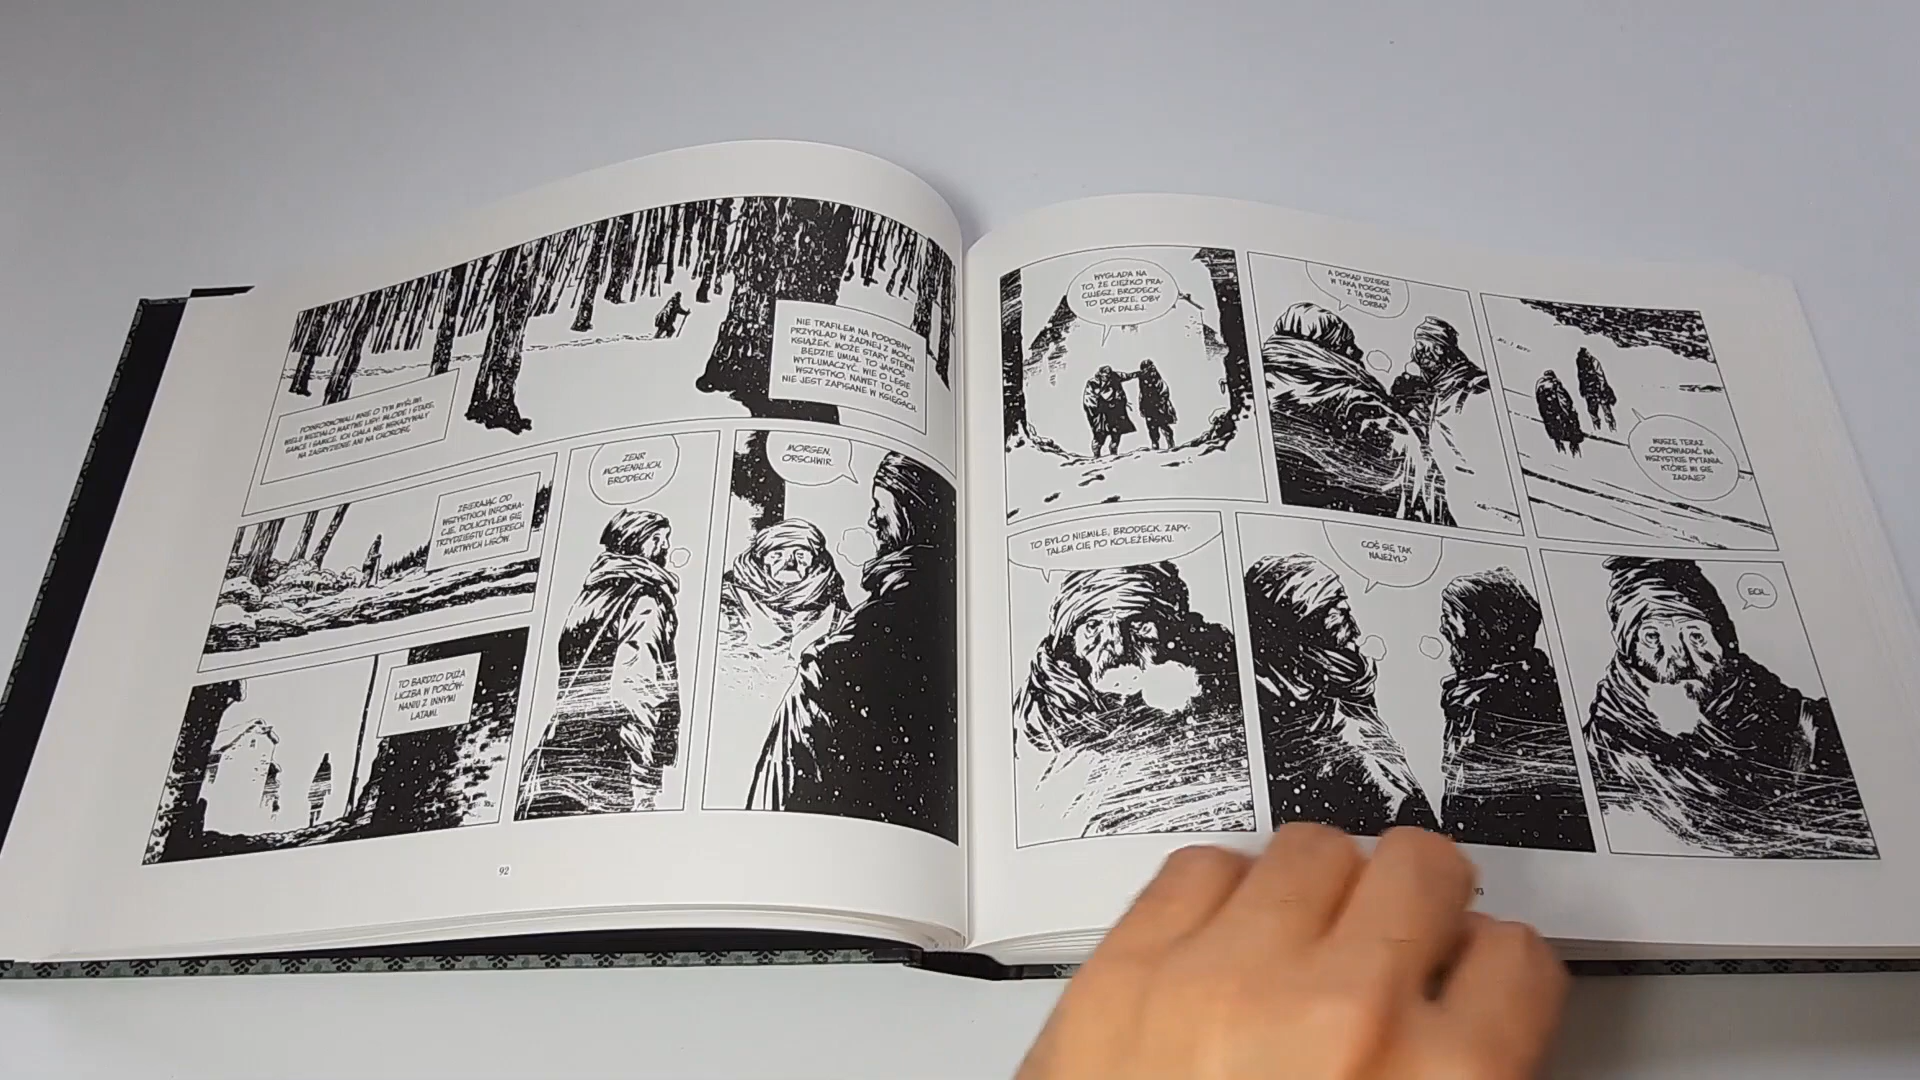 POINFORMOWALI MNIE O TYM MYŚLIWI.
WIELU WIDZIAŁO MARTWE LISY: MŁODE I STARE,
SAMCE I SAMICE. ICH CIAŁA NIE WSKAZYWAŁY
NA ZAGRYZIENIE ANI NA CHOROBĘ.
NIE TRAFIŁEM NA PODOBNY
PRZYKŁAD W ŻADNEJ Z MOICH
KSIĄŻEK. MOŻE STARY STERN
BĘDZIE UMIAŁ TO JAKOŚ
WYTŁUMACZYĆ. WIE O LESIE
WSZYSTKO, NAWET TO, CO
NIE JEST ZAPISANE W KSIĘGACH.
ZBIERAJĄC OD
WSZYSTKICH INFORMA-
CJE, DOLICZYŁEM SIĘ
TRZYDZIESTU CZTERECH
MARTWYCH LISÓW.
TO BARDZO DUŻA
LICZBA W PORÓW-
NANIU Z INNYMI
LATAMI.
MOGENNLICH,
BRODECK!
MORGEN,
ORSCHWIR.
92
WYGLĄDA NA
TO, ŻE CIĘŻKO PRA-
CUJESZ, BRODECK.
TO DOBRZE. OBY
TAK DALEJ.
A DOKĄD IDZIESZ
W TAKĄ POGODĘ
Z TĄ SWOJĄ
TORBĄ?
MUSZĘ TERAZ
ODPOWIADAĆ NA
WSZYSTKIE PYTANIA,
KTÓRE MI SIĘ
ZADAJE?
TO BYŁO NIEMIŁE, BRODECK. ZAPY-
TAŁEM CIĘ PO KOLEŻEŃSKU.
COŚ SIĘ TAK
NAJEŻYŁ?
ECH...